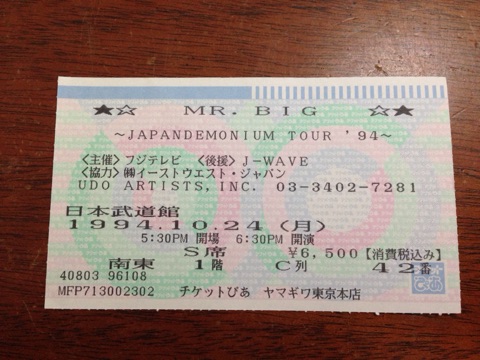 ★☆ MR. BIG ☆★
～JAPANDEMONIUM TOUR '94～
〈主催〉フジテレビ 〈後援〉J-WAVE
〈協力〉㈱イーストウエスト・ジャパン
UDO ARTISTS, INC. 03-3402-7281
日本武道館
1994.10.24 (月)
5:30PM 開場 6:30PM 開演
S席 ￥6,500【消費税込み】
南東 1階 C列 42番
40803 96108
MFP713002302 チケットぴあ ヤマギワ東京本店